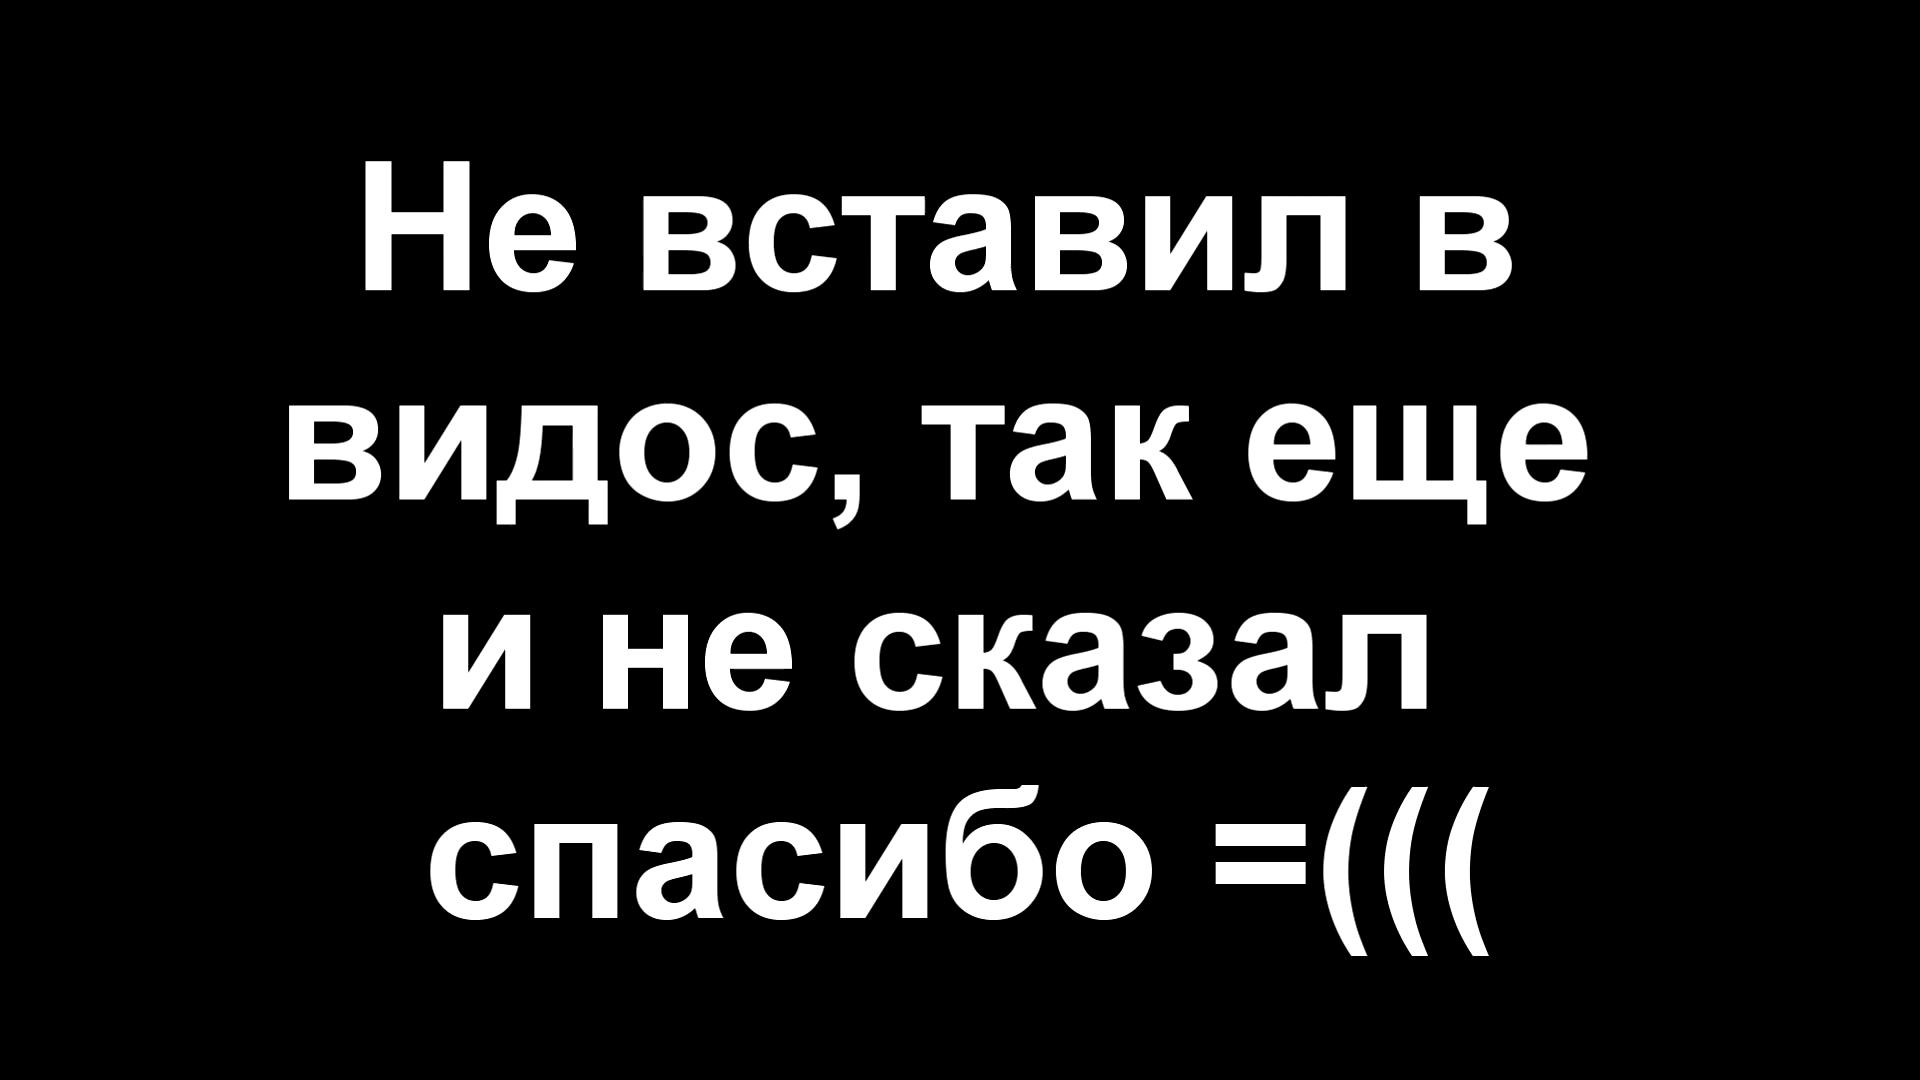 Не вставил в
видос, так еще
и не сказал
спасибо =(((